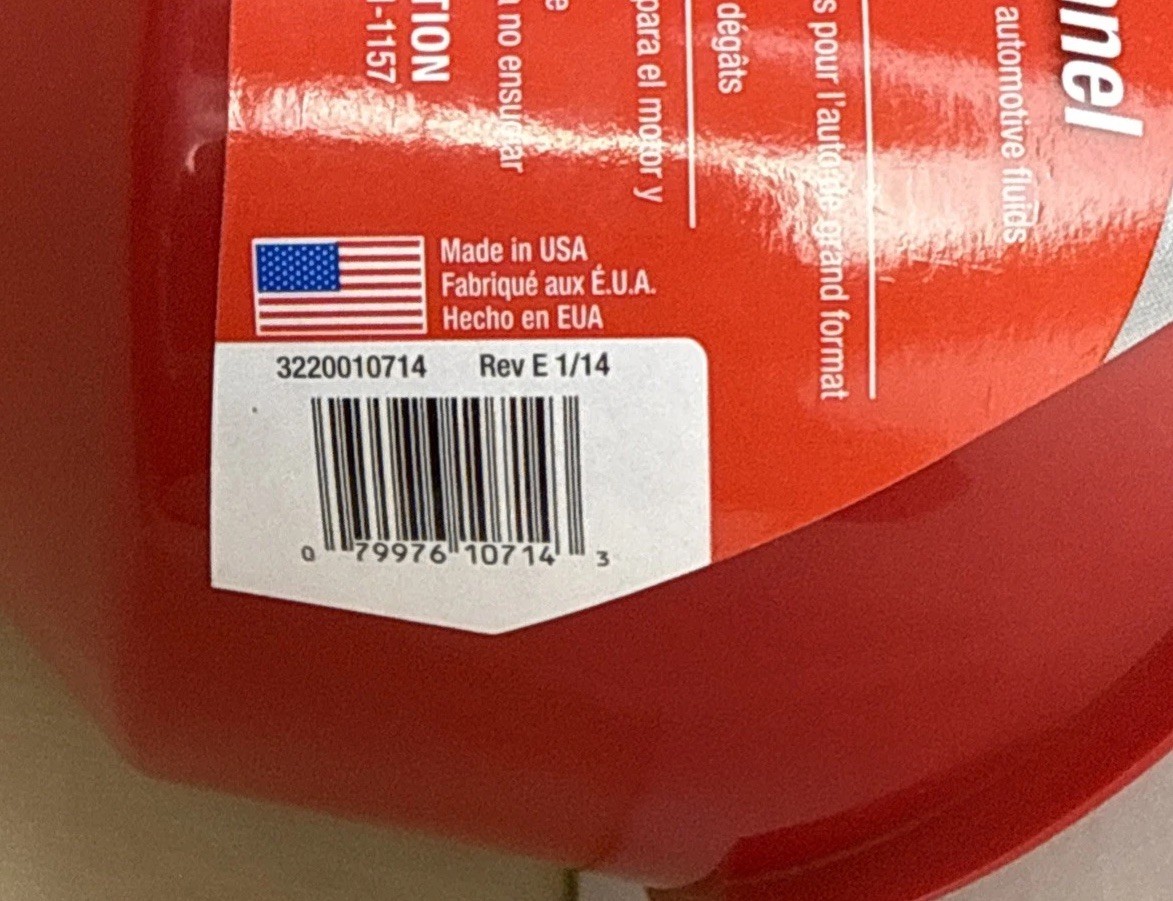 nnel
automotive fluids
s pour l'auto de grand format
dégâts
para el motor y
e
no ensuciar
TION
-1157
Made in USA
Fabriqué aux É.U.A.
Hecho en EUA
3220010714 Rev E 1/14
0 79976 10714 3